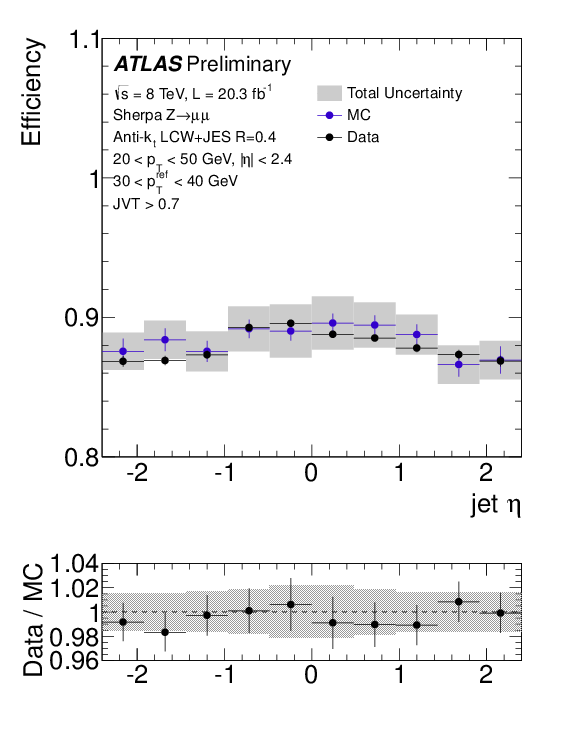 1.1
Efficiency
ATLAS Preliminary
√s = 8 TeV, L = 20.3 fb⁻¹
Total Uncertainty
Sherpa Z→μμ
MC
Anti-kₜ LCW+JES R=0.4
Data
20 < p_T < 50 GeV, |η| < 2.4
1
30 < p_T^ref < 40 GeV
JVT > 0.7
0.9
0.8
-2 -1 0 1 2
jet η
Data / MC
1.04
1.02
1
0.98
0.96
-2 -1 0 1 2